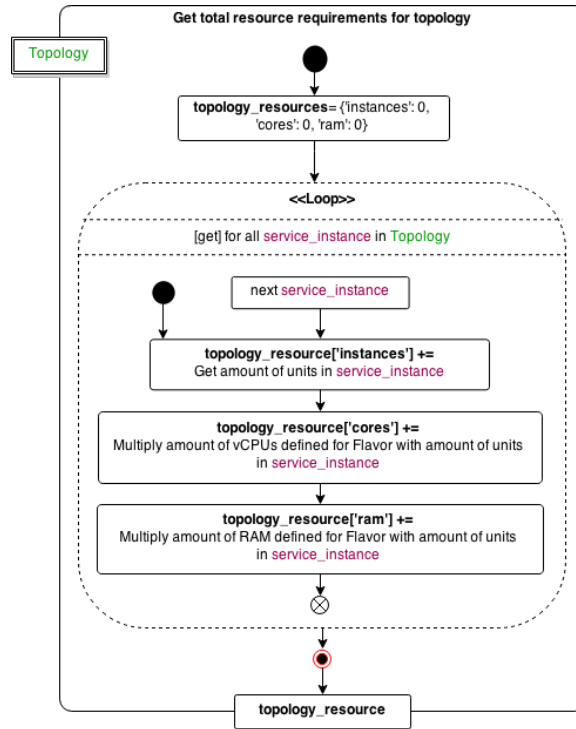 Get total resource requirements for topology
Topology
topology_resources= {'instances': 0,
'cores': 0, 'ram': 0}
<<Loop>>
[get] for all service_instance in Topology
next service_instance
topology_resource['instances'] +=
Get amount of units in service_instance
topology_resource['cores'] +=
Multiply amount of vCPUs defined for Flavor with amount of units
in service_instance
topology_resource['ram'] +=
Multiply amount of RAM defined for Flavor with amount of units
in service_instance
topology_resource